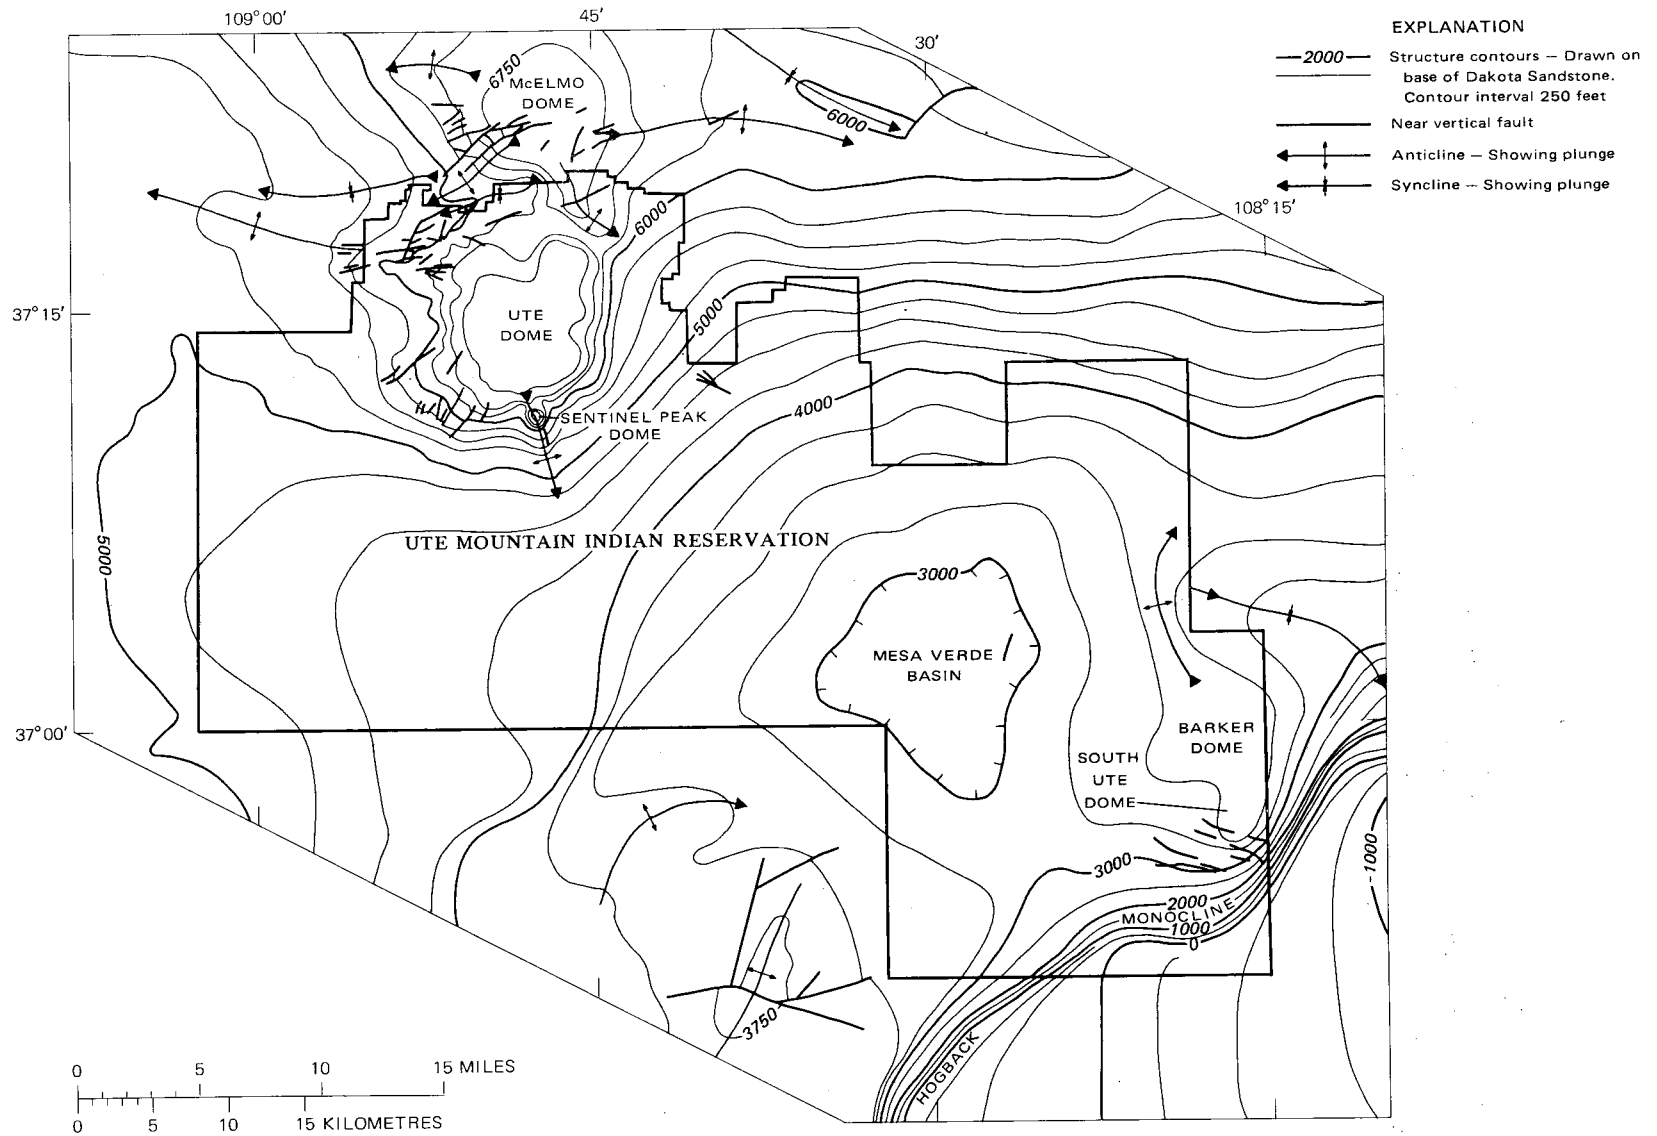 109°00'
45'
30'
108°15'
37°15'
37°00'
EXPLANATION
2000
Structure contours — Drawn on
base of Dakota Sandstone.
Contour interval 250 feet
Near vertical fault
Anticline — Showing plunge
Syncline — Showing plunge
6750
McELMO
DOME
6000
6000
UTE
DOME
5000
4000
SENTINEL PEAK
DOME
5000
UTE MOUNTAIN INDIAN RESERVATION
3000
MESA VERDE
BASIN
BARKER
DOME
SOUTH
UTE
DOME
3000
2000
MONOCLINE
1000
0
-1000
3750
HOGBACK
0 5 10 15 MILES
0 5 10 15 KILOMETRES